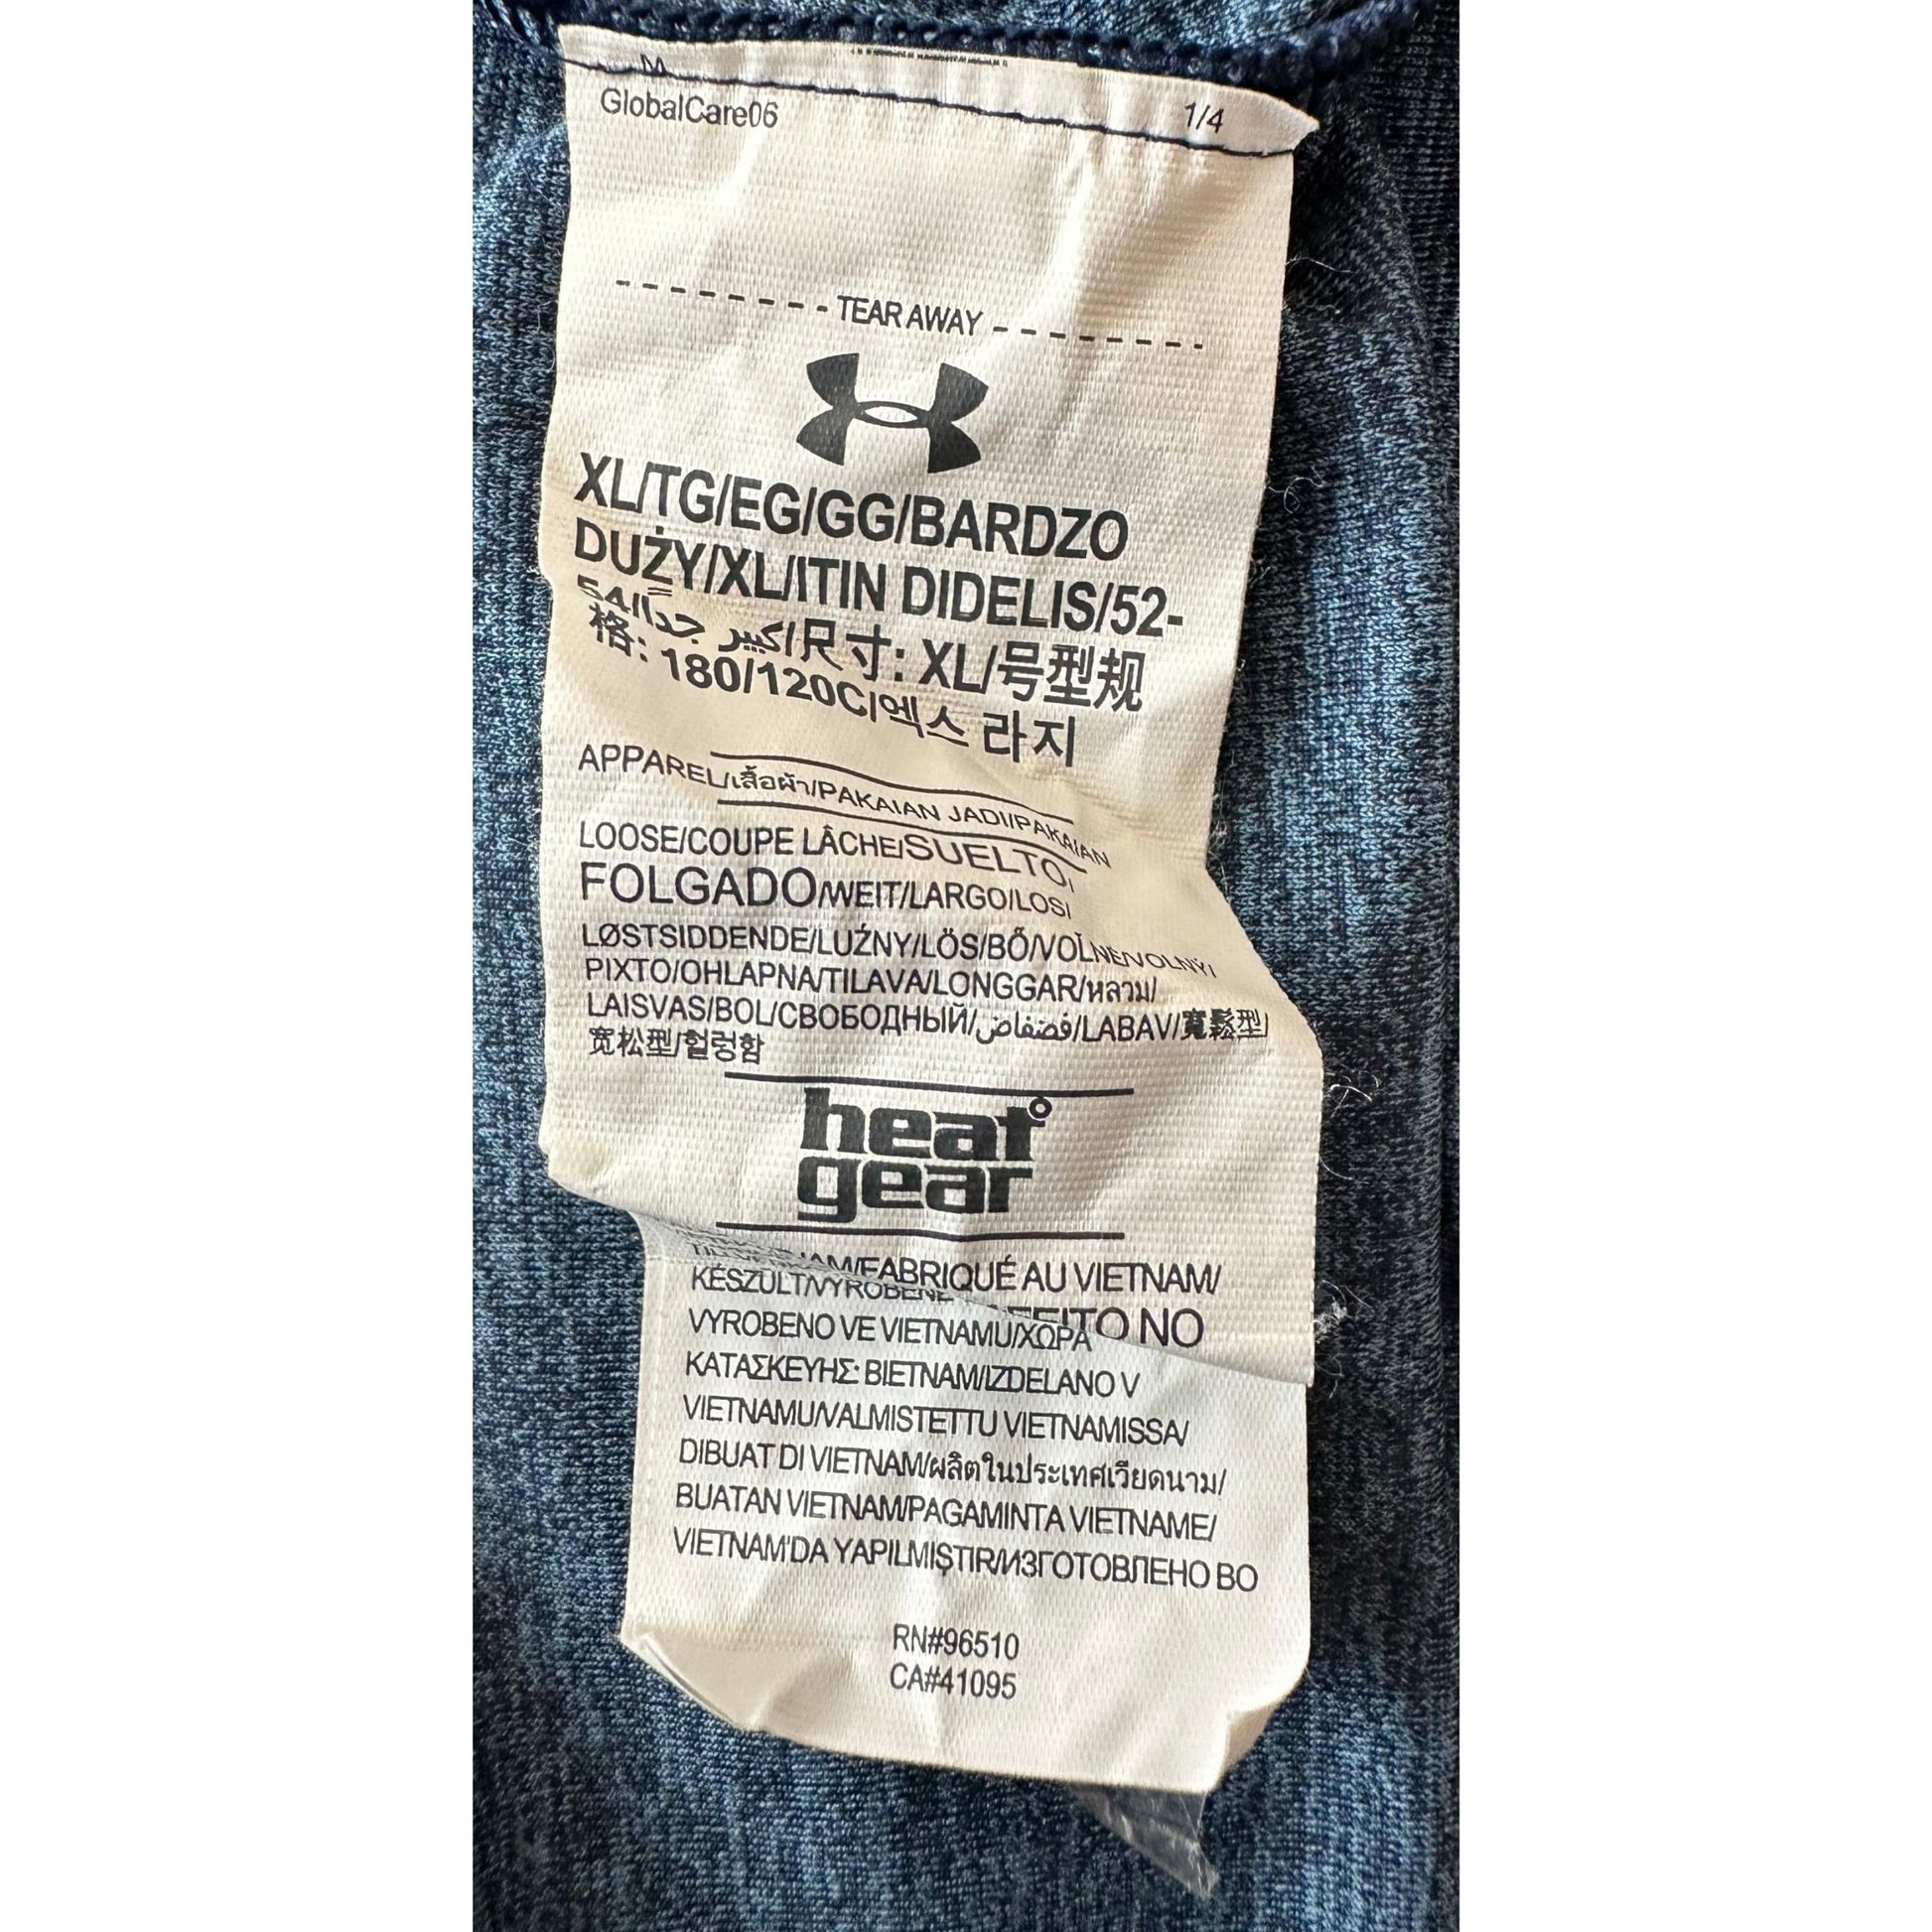 GlobalCare06
1/4
TEAR AWAY
XL/TG/EG/GG/BARDZO
DUŻY/XL/ITIN DIDELIS/52-
54/كبير جداً/尺寸: XL/号型规
格: 180/120C/엑스 라지
APPAREL/เสื้อผ้า/PAKAIAN JADI/PAKAIAN
LOOSE/COUPE LÂCHE/SUELTO/
FOLGADO/WEIT/LARGO/LOS/
LØSTSIDDENDE/LUŹNY/LÖS/BŐ/VOĽNÉ/VOLNÝ/
PIXTO/OHLAPNA/TILAVA/LONGGAR/หลวม/
LAISVAS/BOL/СВОБОДНЫЙ/فضفاض/LABAV/寬鬆型/
宽松型/헐렁함
heat
gear
FABRIQUÉ AU VIETNAM/
NO
KÉSZÜLT/VYROBENÉ
VYROBENO VE VIETNAMU/ΧΩΡΑ
ΚΑΤΑΣΚΕΥΗΣ: ΒΙΕΤΝΑΜ/IZDELANO V
VIETNAMU/VALMISTETTU VIETNAMISSA/
DIBUAT DI VIETNAM/ผลิตในประเทศเวียดนาม/
BUATAN VIETNAM/PAGAMINTA VIETNAME/
VIETNAM'DA YAPILMIŞTIR/ИЗГОТОВЛЕНО ВО
RN#96510
CA#41095